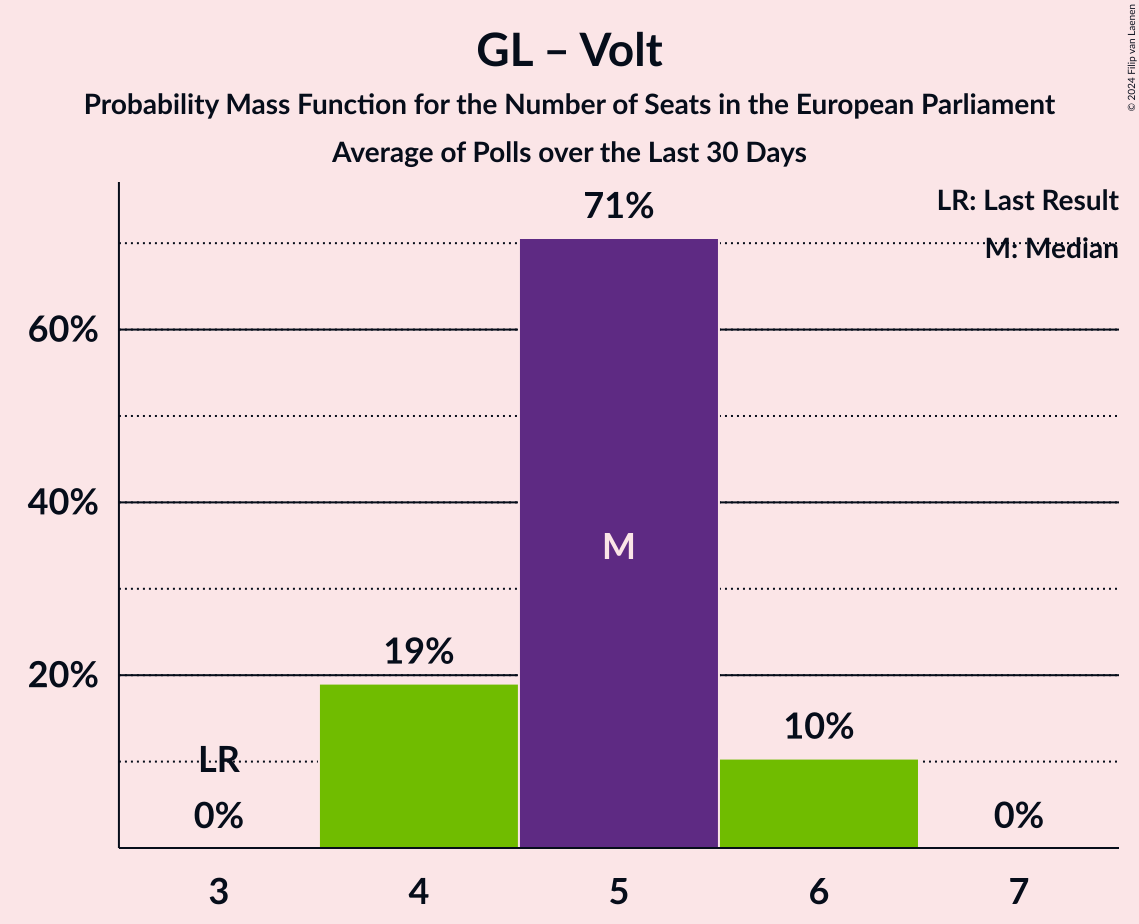 GL – Volt
Probability Mass Function for the Number of Seats in the European Parliament
Average of Polls over the Last 30 Days
© 2024 Filip van Laenen
LR: Last Result
M: Median
71%
60%
40%
M
20%
19%
10%
LR
0%
0%
3 4 5 6 7